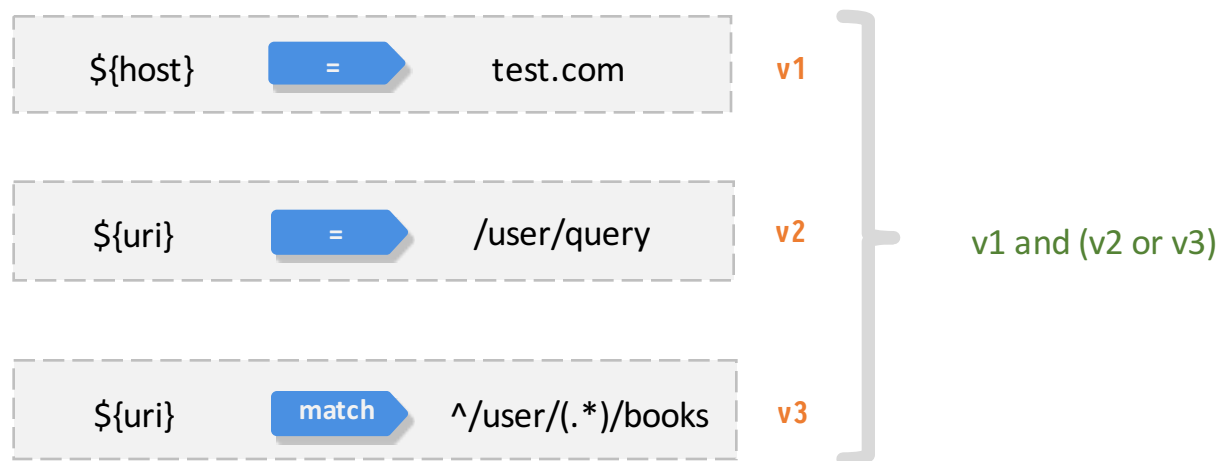 ${host} = test.com v1
${uri} = /user/query v2
v1 and (v2 or v3)
${uri} match ^/user/(.*)/books v3